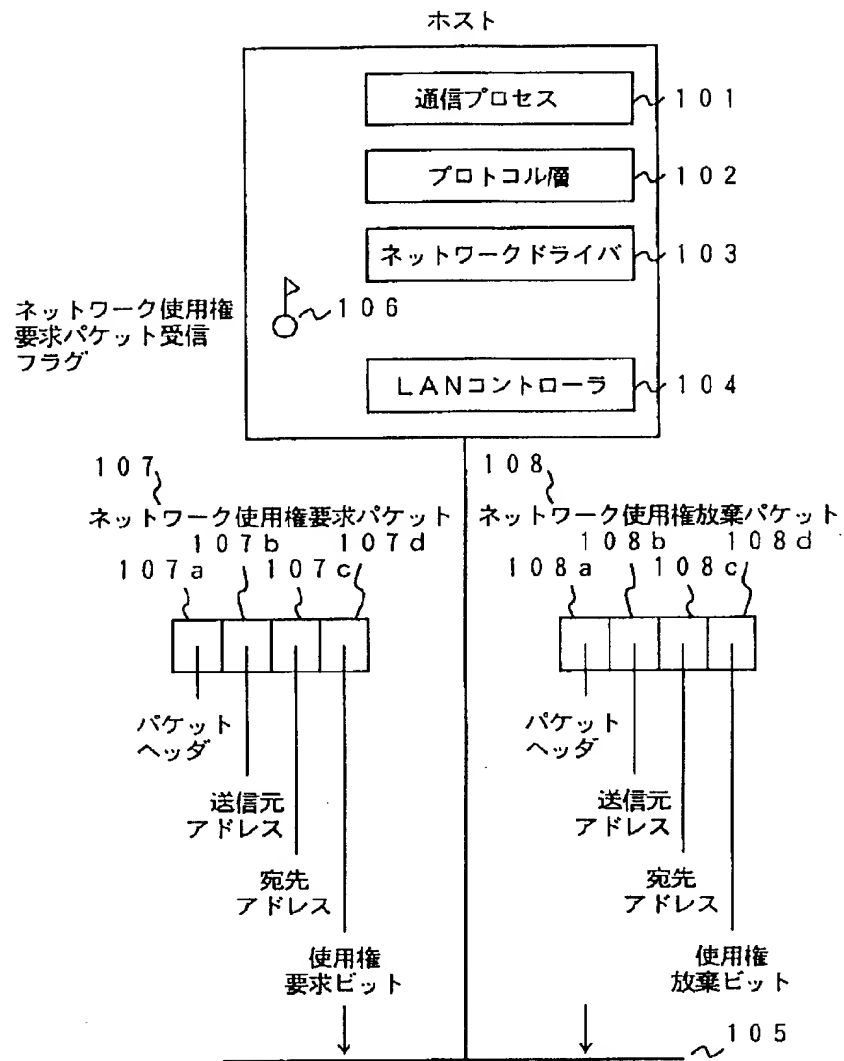 ホスト
通信プロセス
101
プロトコル層
102
ネットワークドライバ
103
ネットワーク使用権
要求パケット受信
フラグ
106
LANコントローラ
104
107
ネットワーク使用権要求パケット
107b
107d
107a
107c
パケット
ヘッダ
送信元
アドレス
宛先
アドレス
使用権
要求ビット
108
ネットワーク使用権放棄パケット
108b
108d
108a
108c
パケット
ヘッダ
送信元
アドレス
宛先
アドレス
使用権
放棄ビット
105